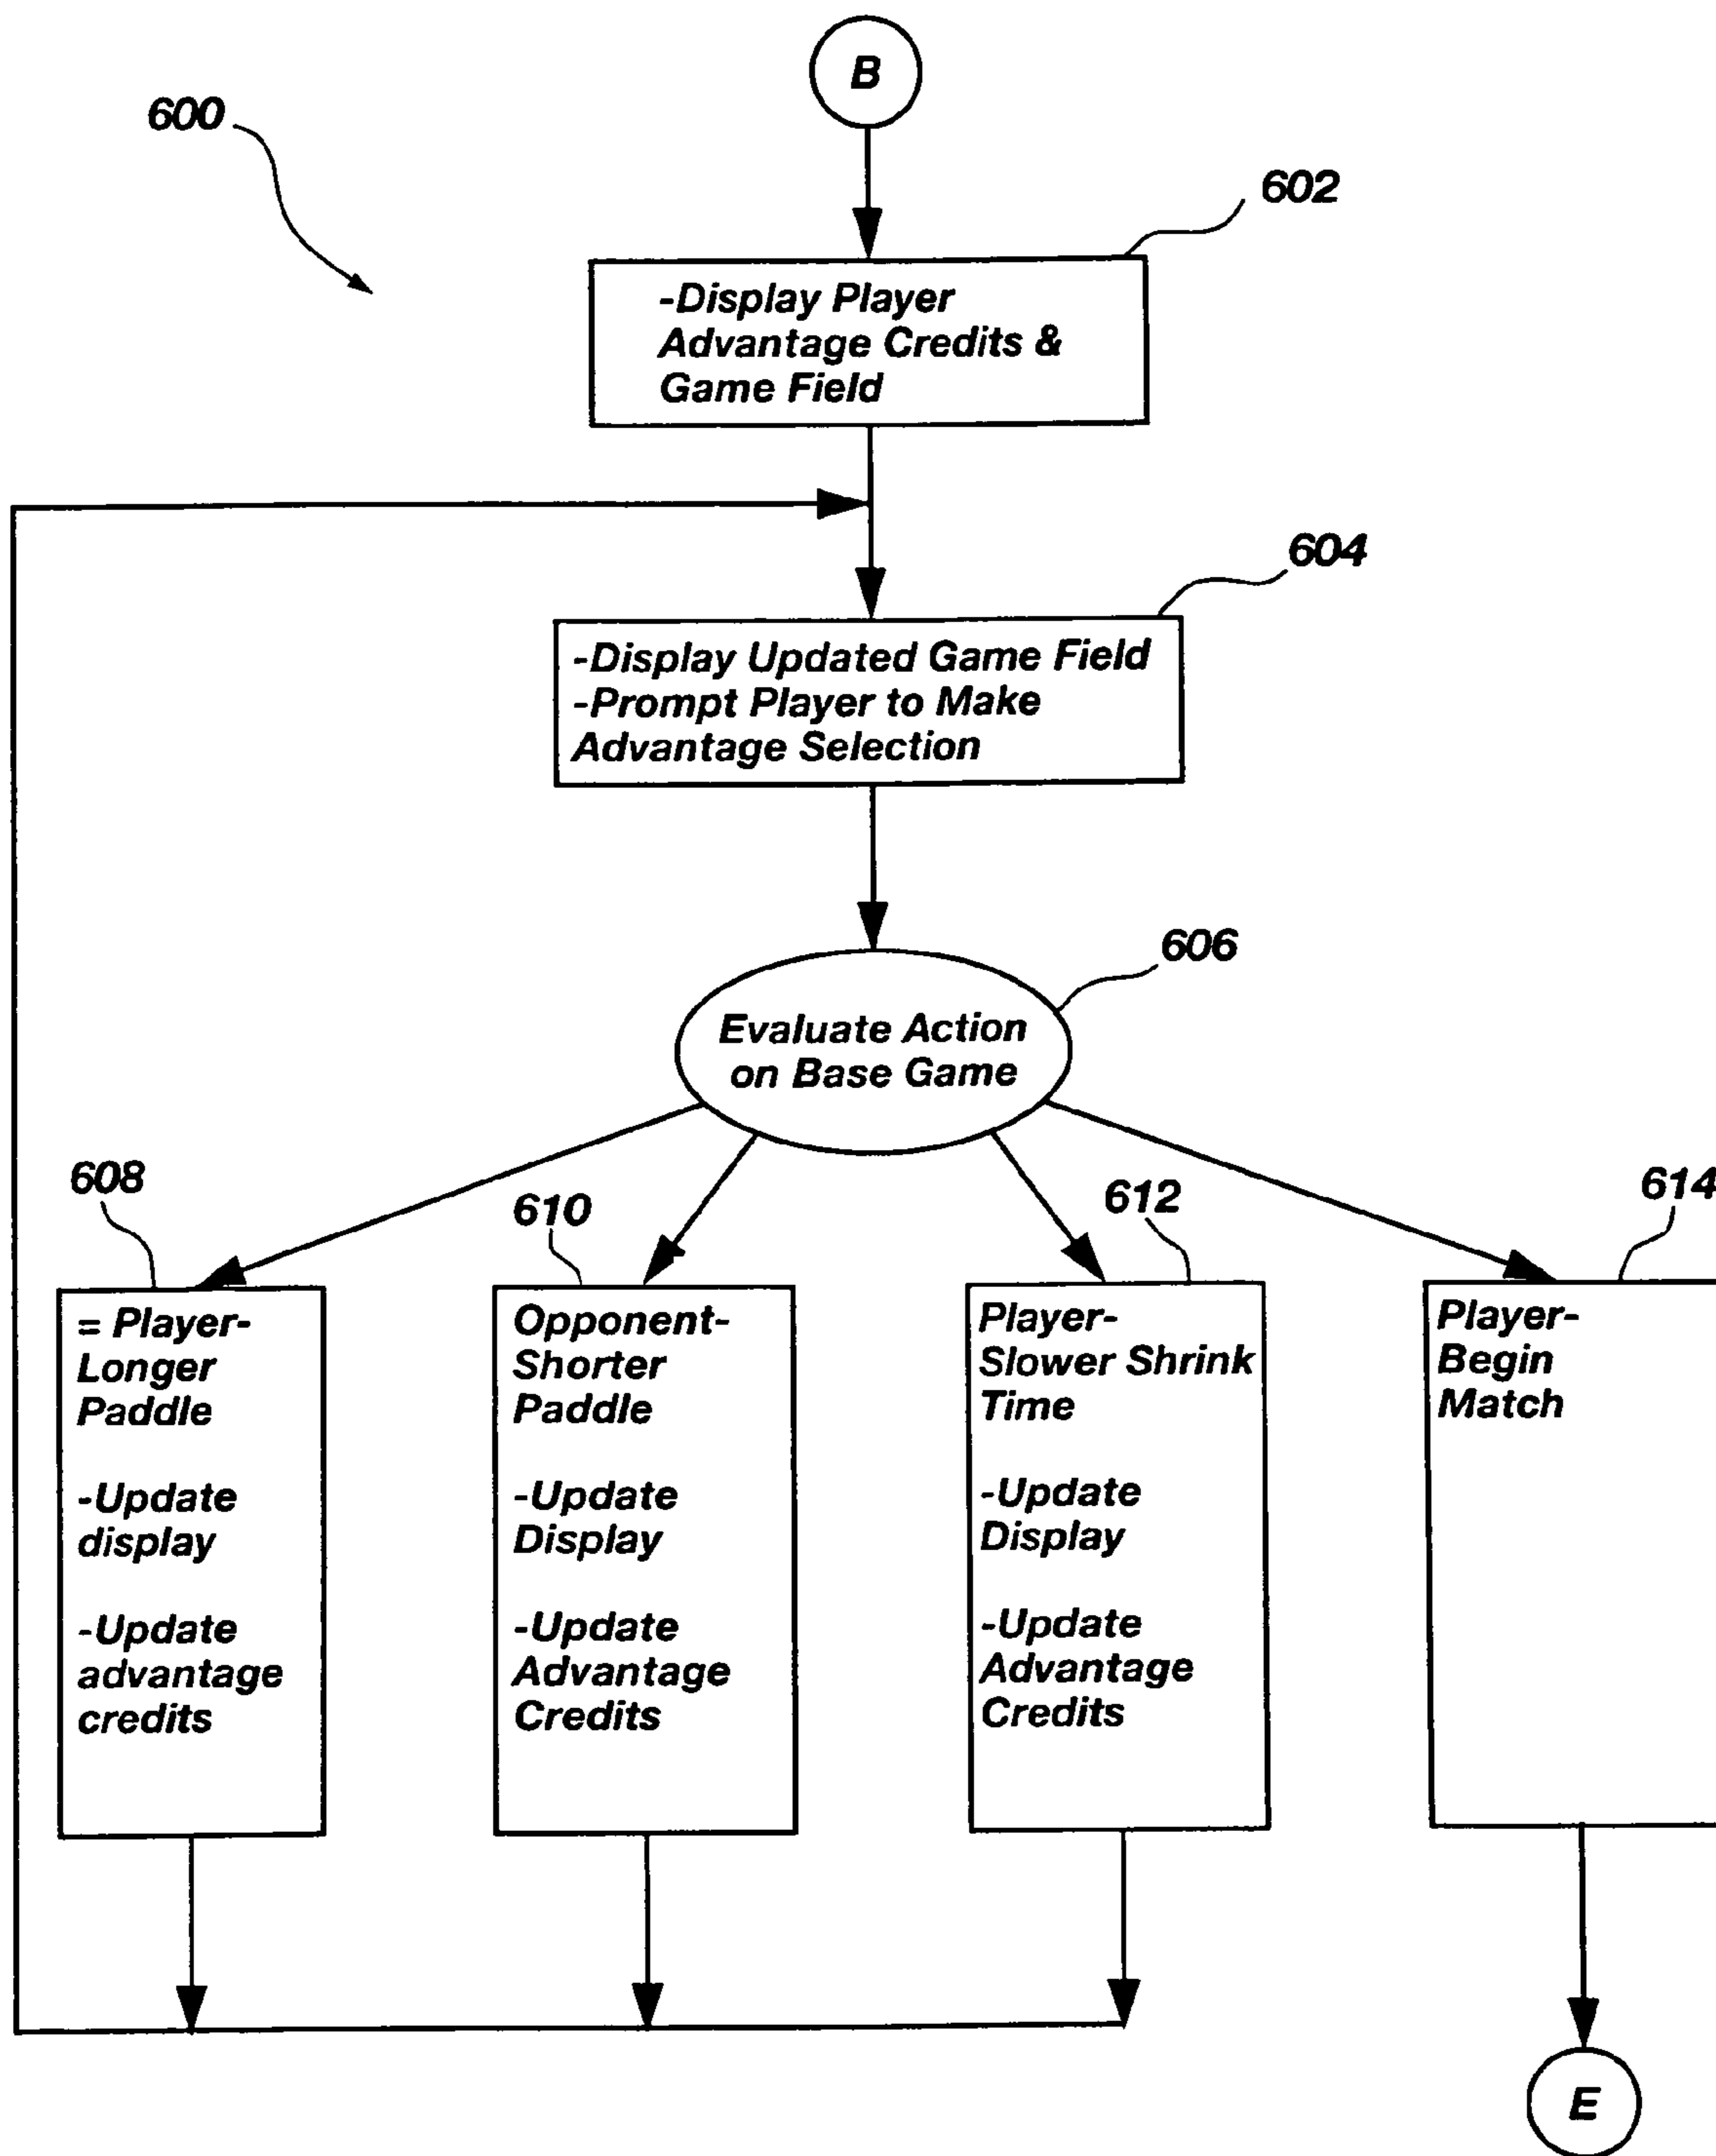 B
600
602
-Display Player
Advantage Credits &
Game Field
604
-Display Updated Game Field
-Prompt Player to Make
Advantage Selection
606
Evaluate Action
on Base Game
608
610
612
614
= Player-
Longer
Paddle
-Update
display
-Update
advantage
credits
Opponent-
Shorter
Paddle
-Update
Display
-Update
Advantage
Credits
Player-
Slower Shrink
Time
-Update
Display
-Update
Advantage
Credits
Player-
Begin
Match
E